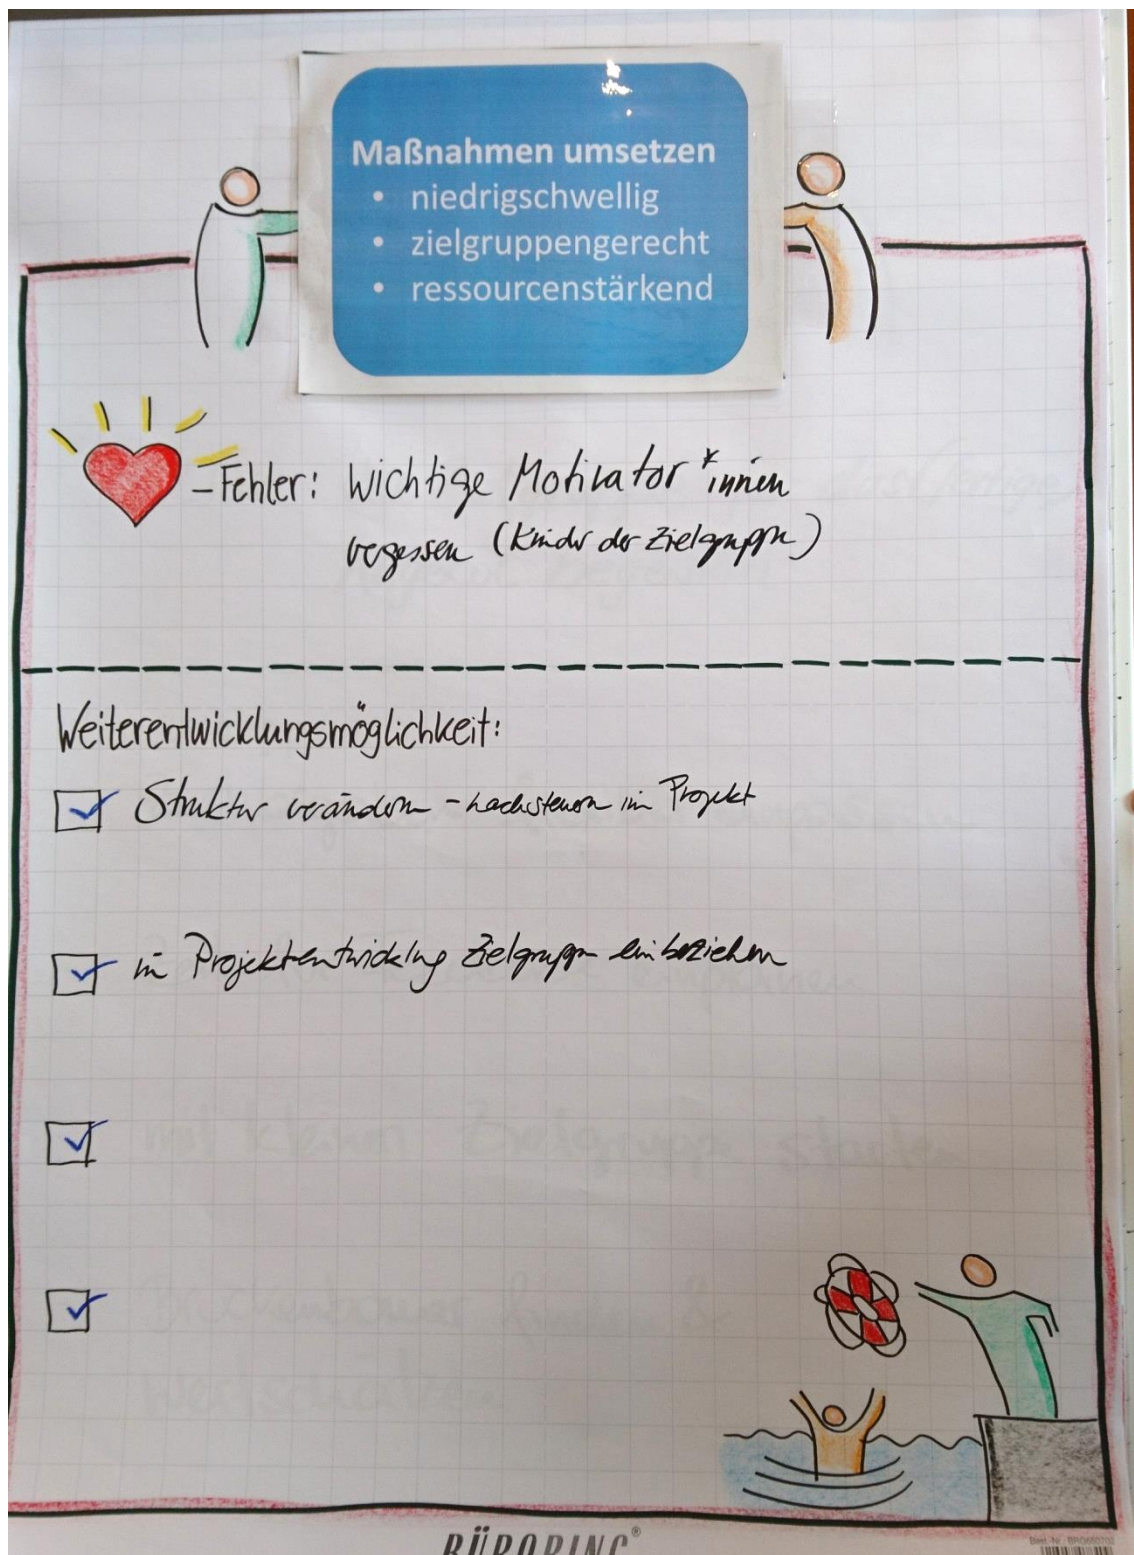 Maßnahmen umsetzen
• niedrigschwellig
• zielgruppengerecht
• ressourcenstärkend
-Fehler: Wichtige Motivator*innen
vergessen (Kinder der Zielgruppe)
Weiterentwicklungsmöglichkeit:
Struktur verändern - nachsteuern im Projekt
in Projektentwicklung Zielgruppe einbeziehen
BÜRORING®